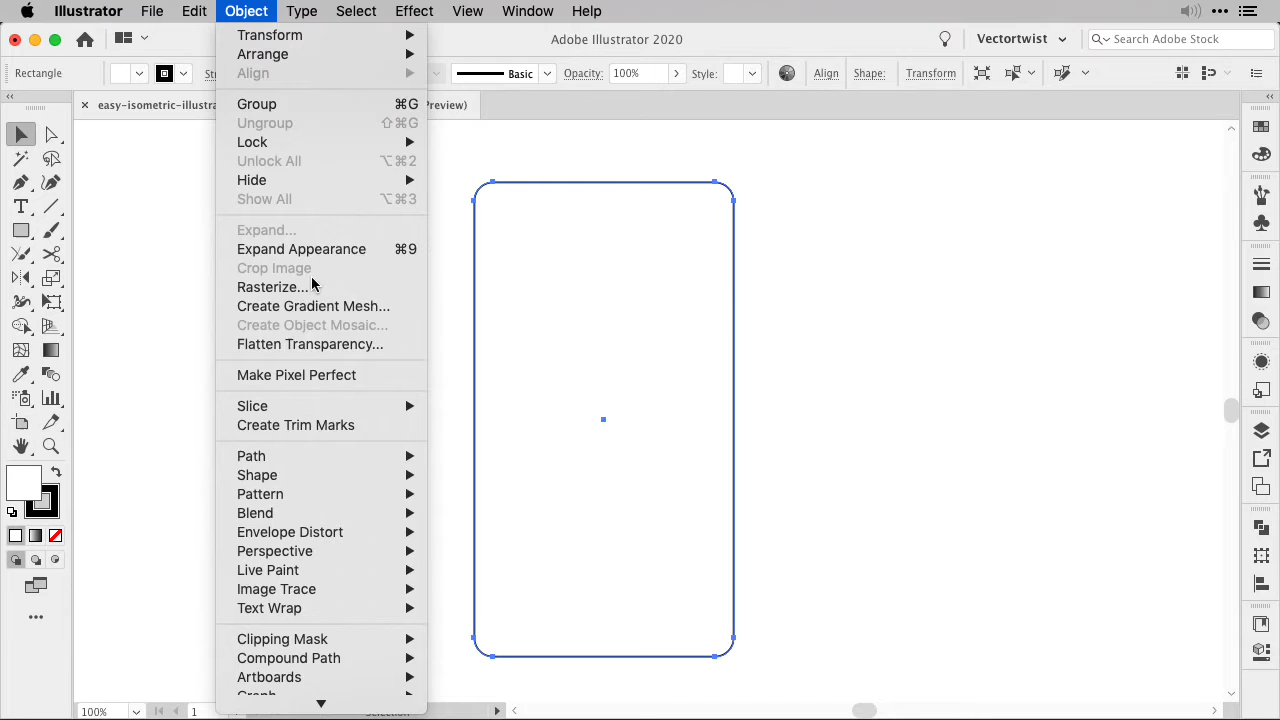 Illustrator File Edit Object Type Select Effect View Window Help
Adobe Illustrator 2020
Vectortwist
Search Adobe Stock
Rectangle
Basic
Opacity:
100%
Style:
Align
Transform
easy-isometric-illustra
Preview)
Transform
Arrange
Align
Group ⌘G
Ungroup ⇧⌘G
Lock
Unlock All ⌥⌘2
Hide
Show All ⌥⌘3
Expand...
Expand Appearance ⌘9
Crop Image
Rasterize...
Create Gradient Mesh...
Create Object Mosaic...
Flatten Transparency...
Make Pixel Perfect
Slice
Create Trim Marks
Path
Shape
Pattern
Blend
Envelope Distort
Perspective
Live Paint
Image Trace
Text Wrap
Clipping Mask
Compound Path
Artboards
Graph
100%
1
Selection